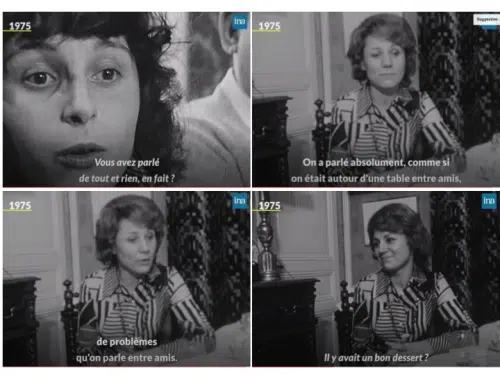 1975
ina
Vous avez parlé
de tout et rien, en fait ?
1975
Suggestion
On a parlé absolument, comme si
on était autour d'une table entre amis,
1975
ina
de problèmes
qu'on parle entre amis.
1975
ina
Il y avait un bon dessert ?